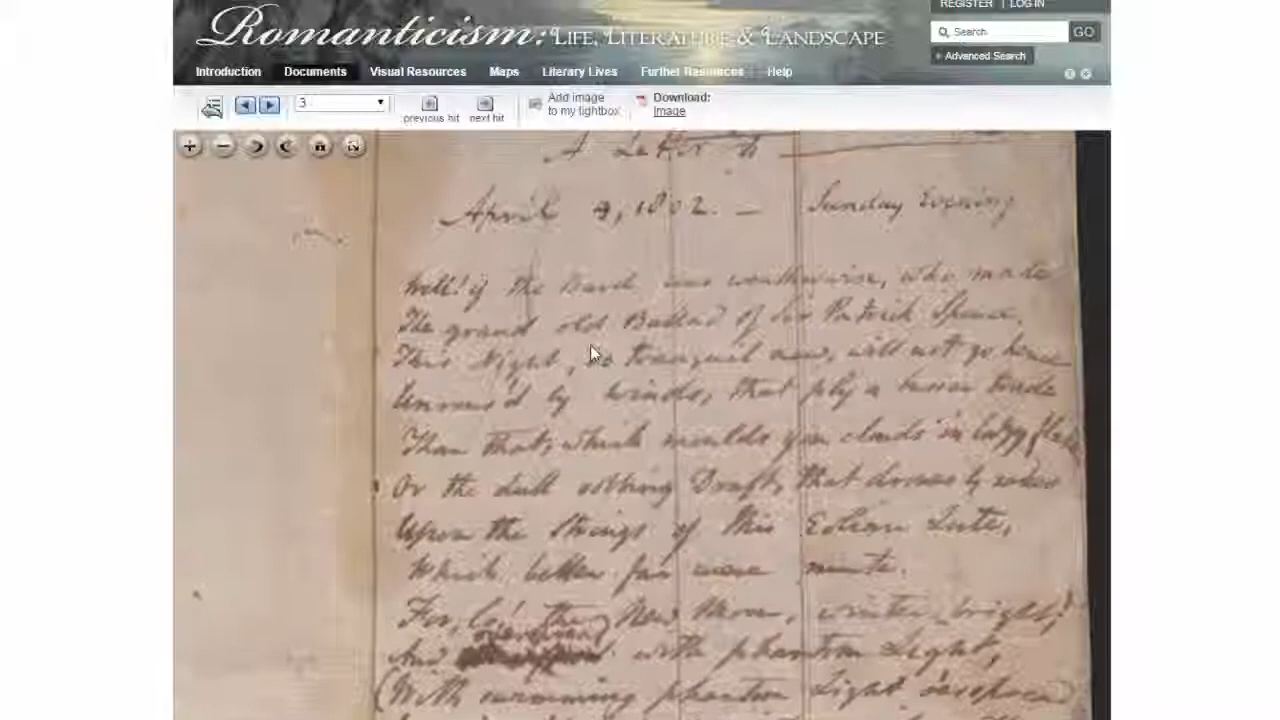 REGISTER | LOG IN
Romanticism: LIFE, LITERATURE & LANDSCAPE
Search GO
Advanced Search
Introduction Documents Visual Resources Maps Literary Lives Further Resources Help
3
previous hit next hit
Add image
to my lightbox
Download:
Image
A Letter to
April 4, 1802. — Sunday Evening
Well! if the Bard was weatherwise, who made
The grand old Ballad of Sir Patrick Spence,
This Night, so tranquil now, will not go hence
Unrous'd by winds, that ply a busier trade
Than that, which moulds yon clouds in lazy flakes
Or the dull sobbing Draft, that drones & rakes
Upon the Strings of this Eolian Lute,
Which better far were mute.
For, lo! the New Moon, winter-bright!
overspread
And with phantom Light,
(With swimming phantom Light o'erspread